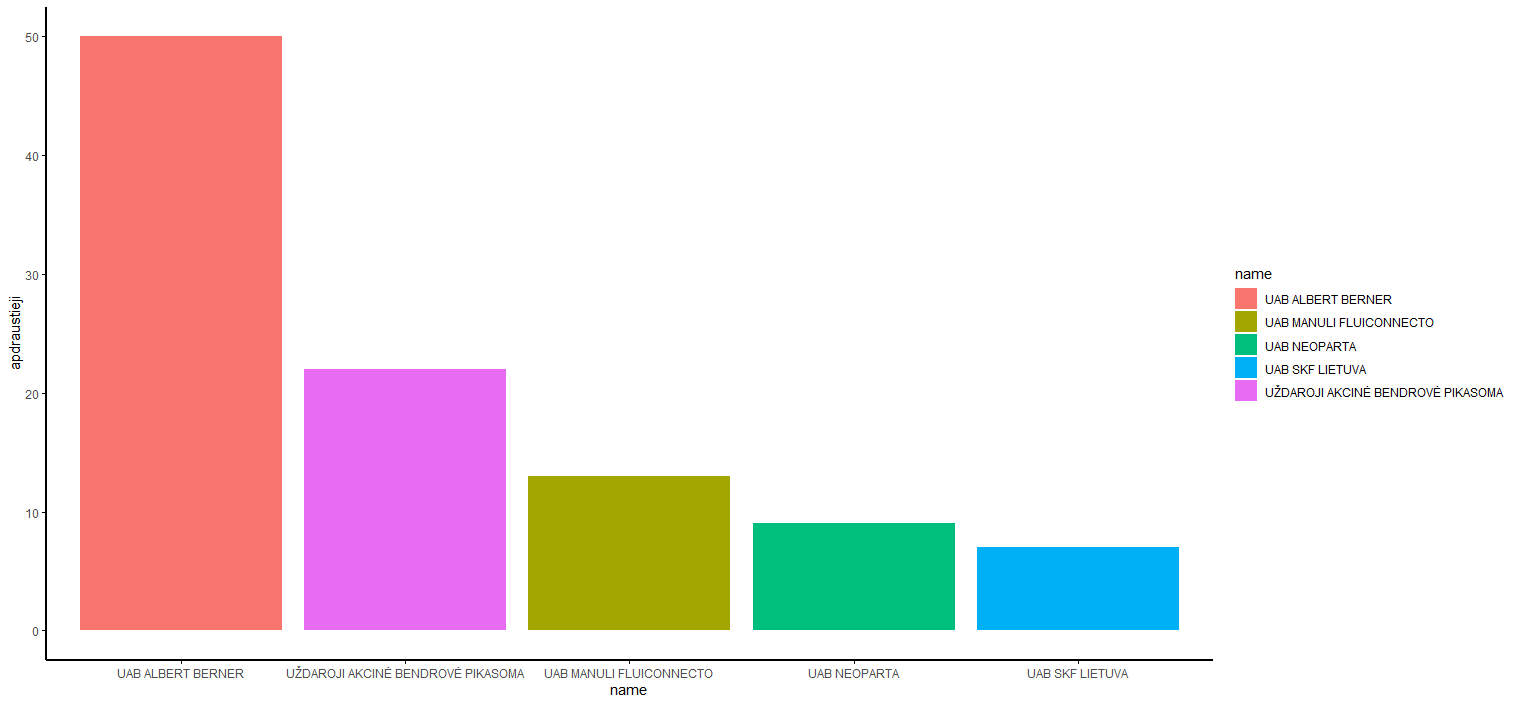 50
40
30
20
10
0
apdraustieji
UAB ALBERT BERNER
UŽDAROJI AKCINĖ BENDROVĖ PIKASOMA
UAB MANULI FLUICONNECTO
UAB NEOPARTA
UAB SKF LIETUVA
name
name
UAB ALBERT BERNER
UAB MANULI FLUICONNECTO
UAB NEOPARTA
UAB SKF LIETUVA
UŽDAROJI AKCINĖ BENDROVĖ PIKASOMA